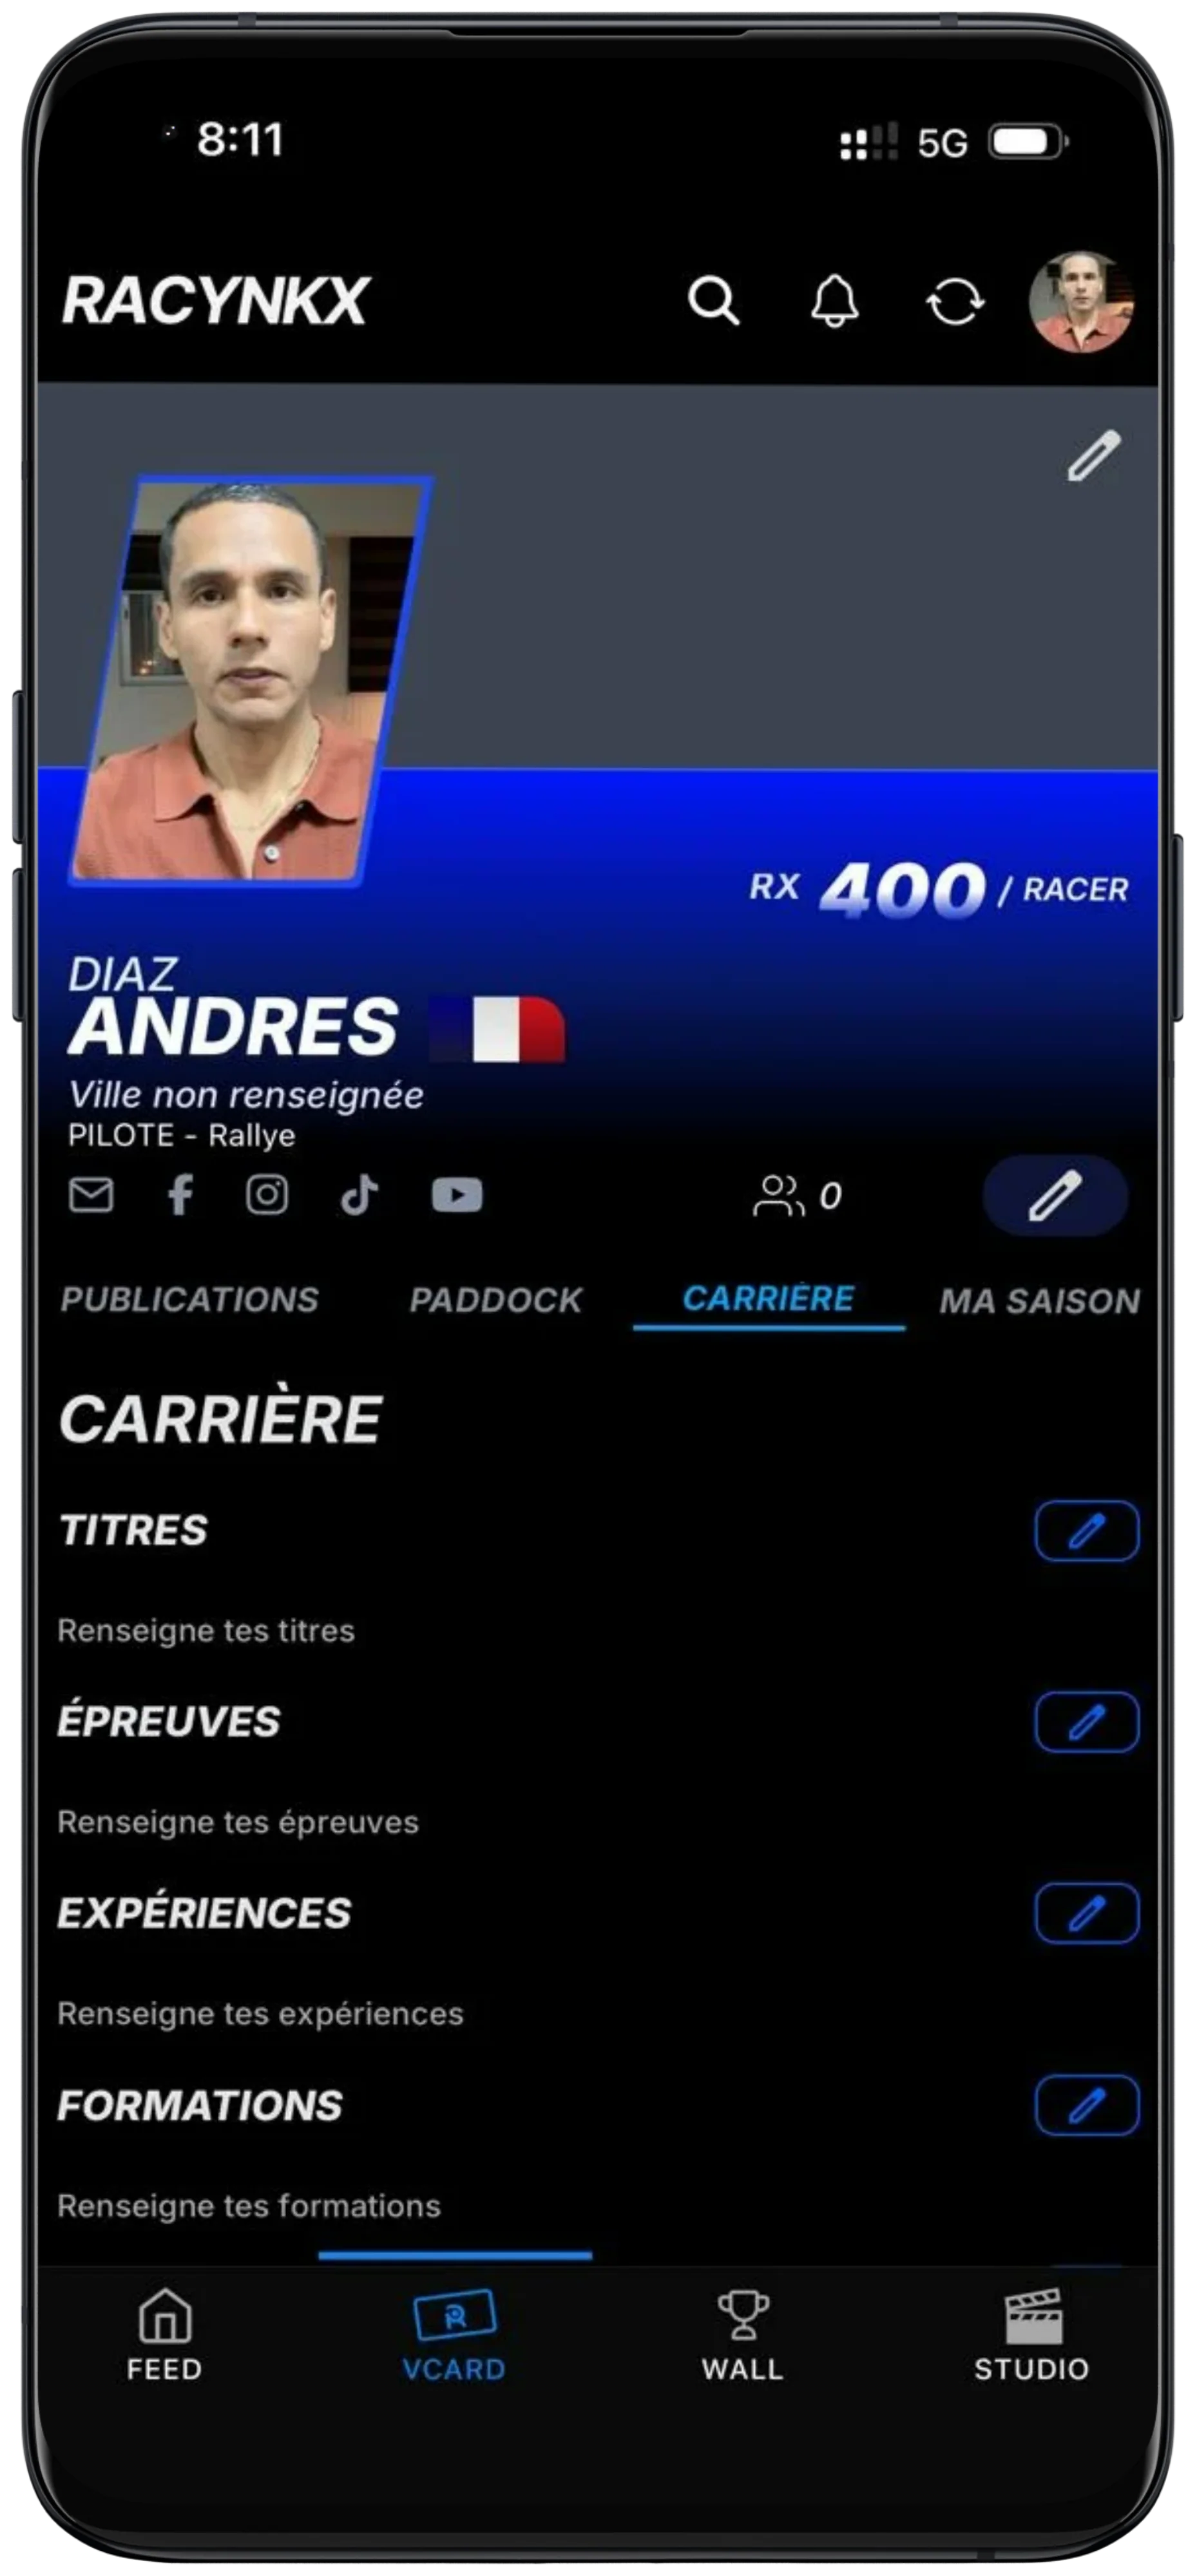 8:11 5G
RACYNKX
RX 400 / RACER
DIAZ
ANDRES
Ville non renseignée
PILOTE - Rallye
0
PUBLICATIONS PADDOCK CARRIÈRE MA SAISON
CARRIÈRE
TITRES
Renseigne tes titres
ÉPREUVES
Renseigne tes épreuves
EXPÉRIENCES
Renseigne tes expériences
FORMATIONS
Renseigne tes formations
FEED VCARD WALL STUDIO